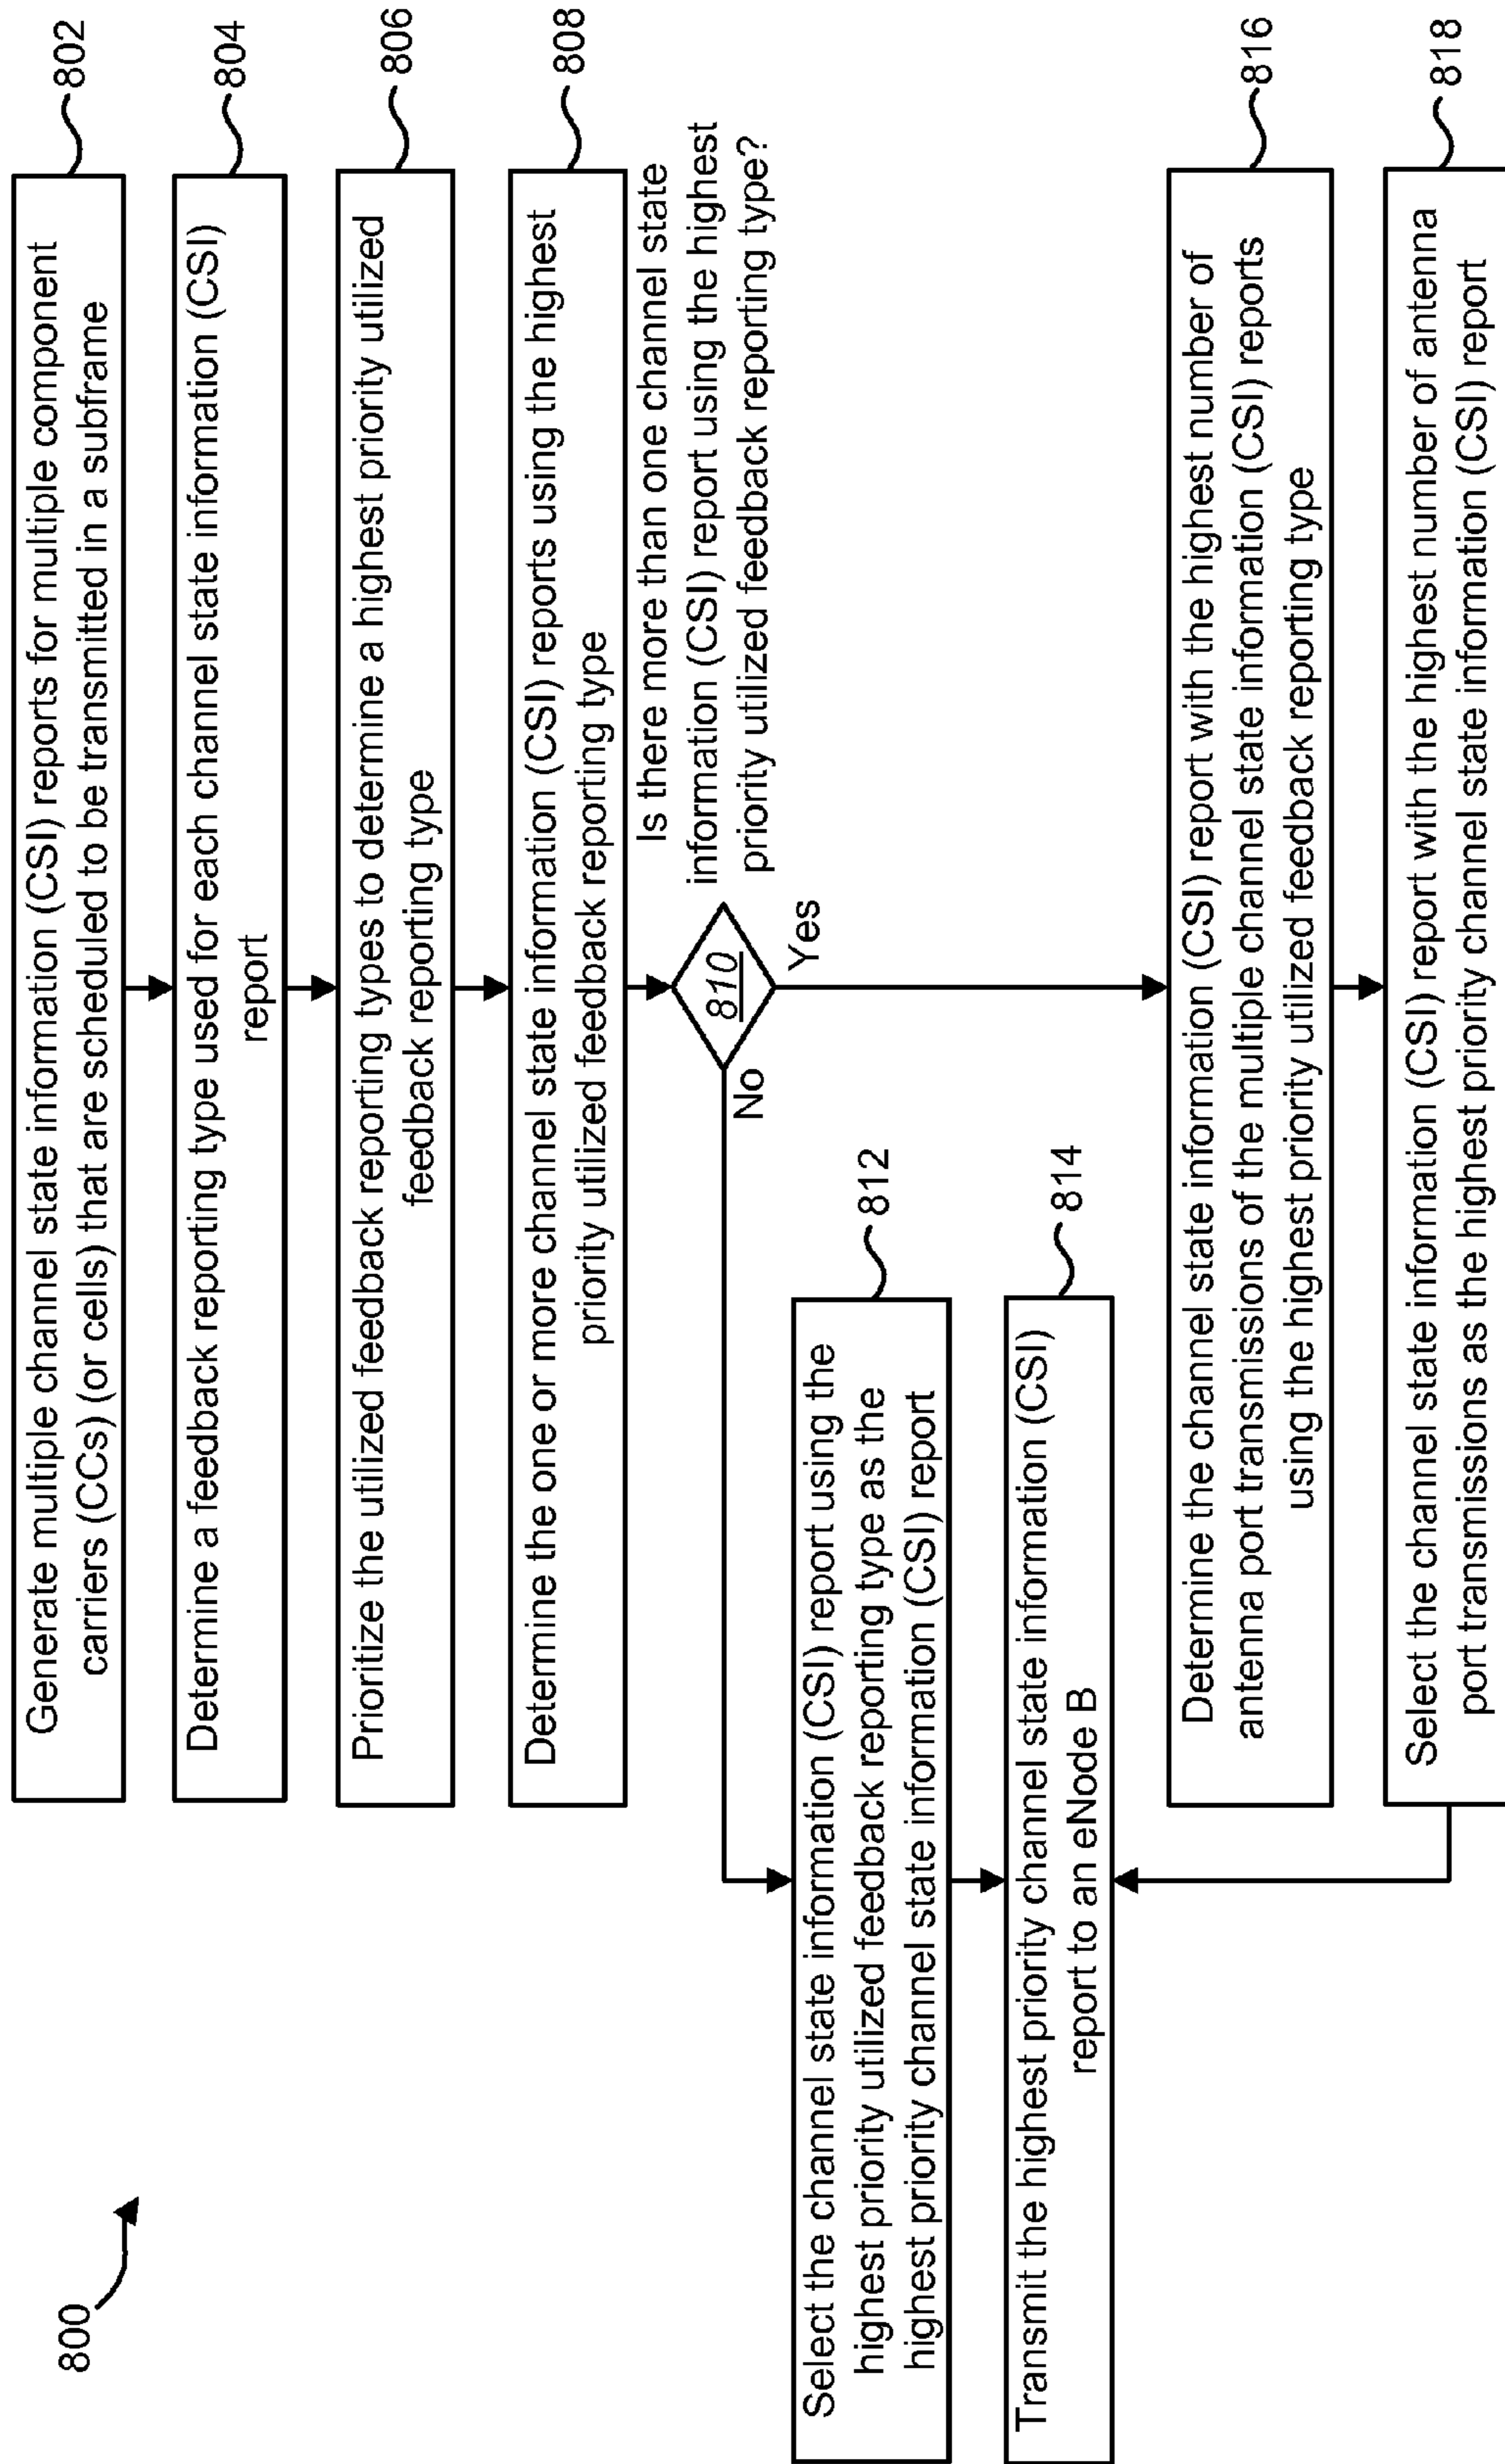 800
Generate multiple channel state information (CSI) reports for multiple component
carriers (CCs) (or cells) that are scheduled to be transmitted in a subframe
802
Determine a feedback reporting type used for each channel state information (CSI)
report
804
Prioritize the utilized feedback reporting types to determine a highest priority utilized
feedback reporting type
806
Determine the one or more channel state information (CSI) reports using the highest
priority utilized feedback reporting type
808
Is there more than one channel state
information (CSI) report using the highest
priority utilized feedback reporting type?
810
No
Yes
Select the channel state information (CSI) report using the
highest priority utilized feedback reporting type as the
highest priority channel state information (CSI) report
812
Transmit the highest priority channel state information (CSI)
report to an eNode B
814
Determine the channel state information (CSI) report with the highest number of
antenna port transmissions of the multiple channel state information (CSI) reports
using the highest priority utilized feedback reporting type
816
Select the channel state information (CSI) report with the highest number of antenna
port transmissions as the highest priority channel state information (CSI) report
818